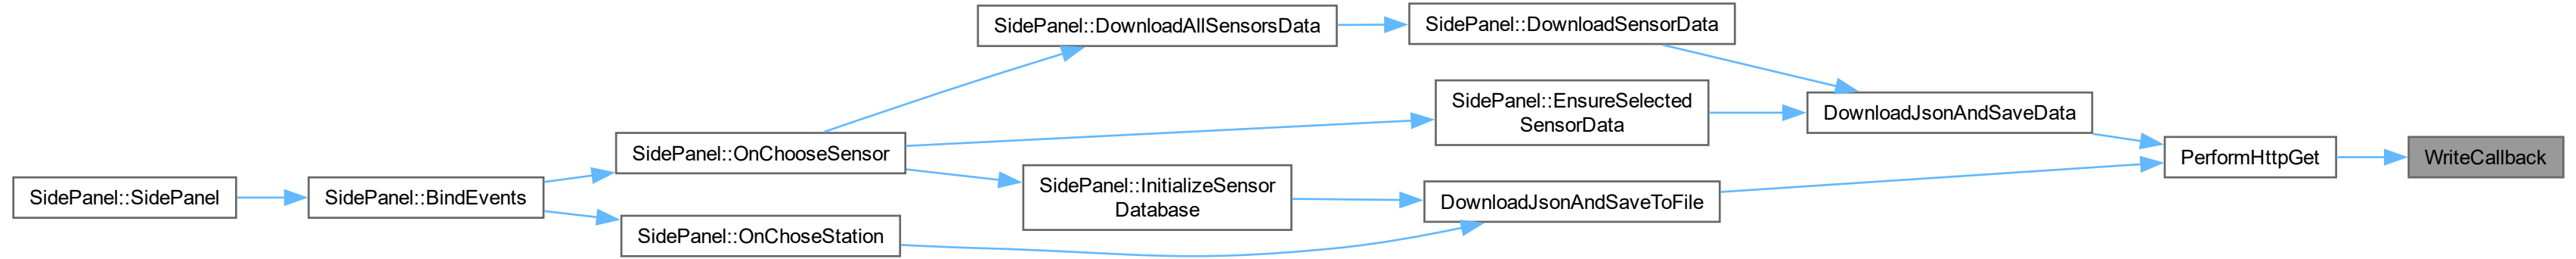 SidePanel::SidePanel
SidePanel::BindEvents
SidePanel::OnChooseSensor
SidePanel::OnChoseStation
SidePanel::DownloadAllSensorsData
SidePanel::InitializeSensor
Database
SidePanel::DownloadSensorData
SidePanel::EnsureSelected
SensorData
DownloadJsonAndSaveToFile
DownloadJsonAndSaveData
PerformHttpGet
WriteCallback